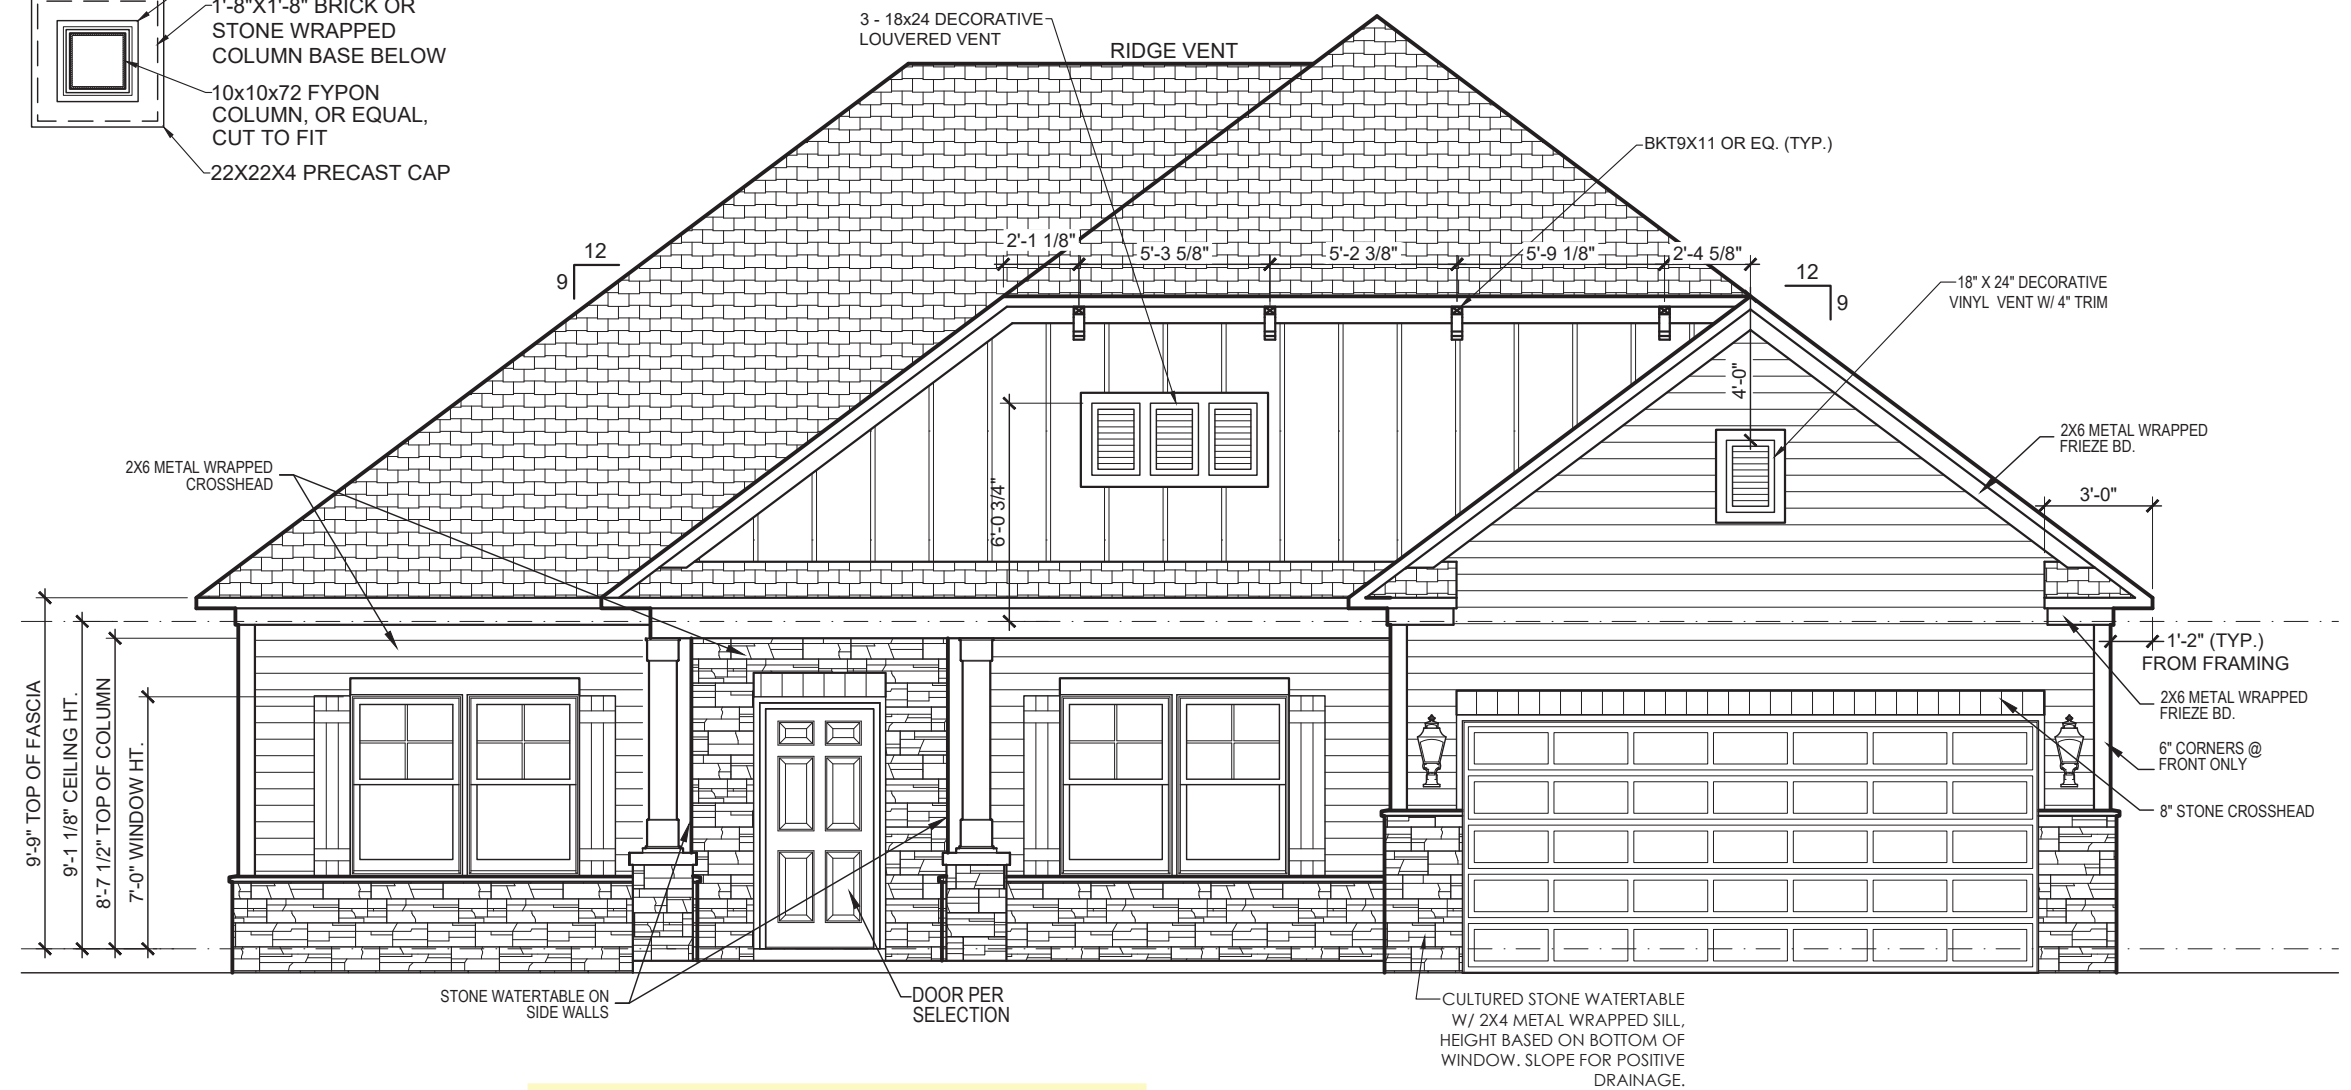 1'-8"X1'-8" BRICK OR
STONE WRAPPED
COLUMN BASE BELOW
10x10x72 FYPON
COLUMN, OR EQUAL,
CUT TO FIT
22X22X4 PRECAST CAP
3 - 18x24 DECORATIVE
LOUVERED VENT
RIDGE VENT
BKT9X11 OR EQ. (TYP.)
2'-1 1/8"
5'-3 5/8"
5'-2 3/8"
5'-9 1/8"
2'-4 5/8"
12
9
12
9
18" X 24" DECORATIVE
VINYL VENT W/ 4" TRIM
4'-0"
2X6 METAL WRAPPED
FRIEZE BD.
2X6 METAL WRAPPED
CROSSHEAD
6'-0 3/4"
3'-0"
9'-9" TOP OF FASCIA
9'-1 1/8" CEILING HT.
8'-7 1/2" TOP OF COLUMN
7'-0" WINDOW HT.
1'-2" (TYP.)
FROM FRAMING
2X6 METAL WRAPPED
FRIEZE BD.
6" CORNERS @
FRONT ONLY
8" STONE CROSSHEAD
STONE WATERTABLE ON
SIDE WALLS
DOOR PER
SELECTION
CULTURED STONE WATERTABLE
W/ 2X4 METAL WRAPPED SILL,
HEIGHT BASED ON BOTTOM OF
WINDOW. SLOPE FOR POSITIVE
DRAINAGE.